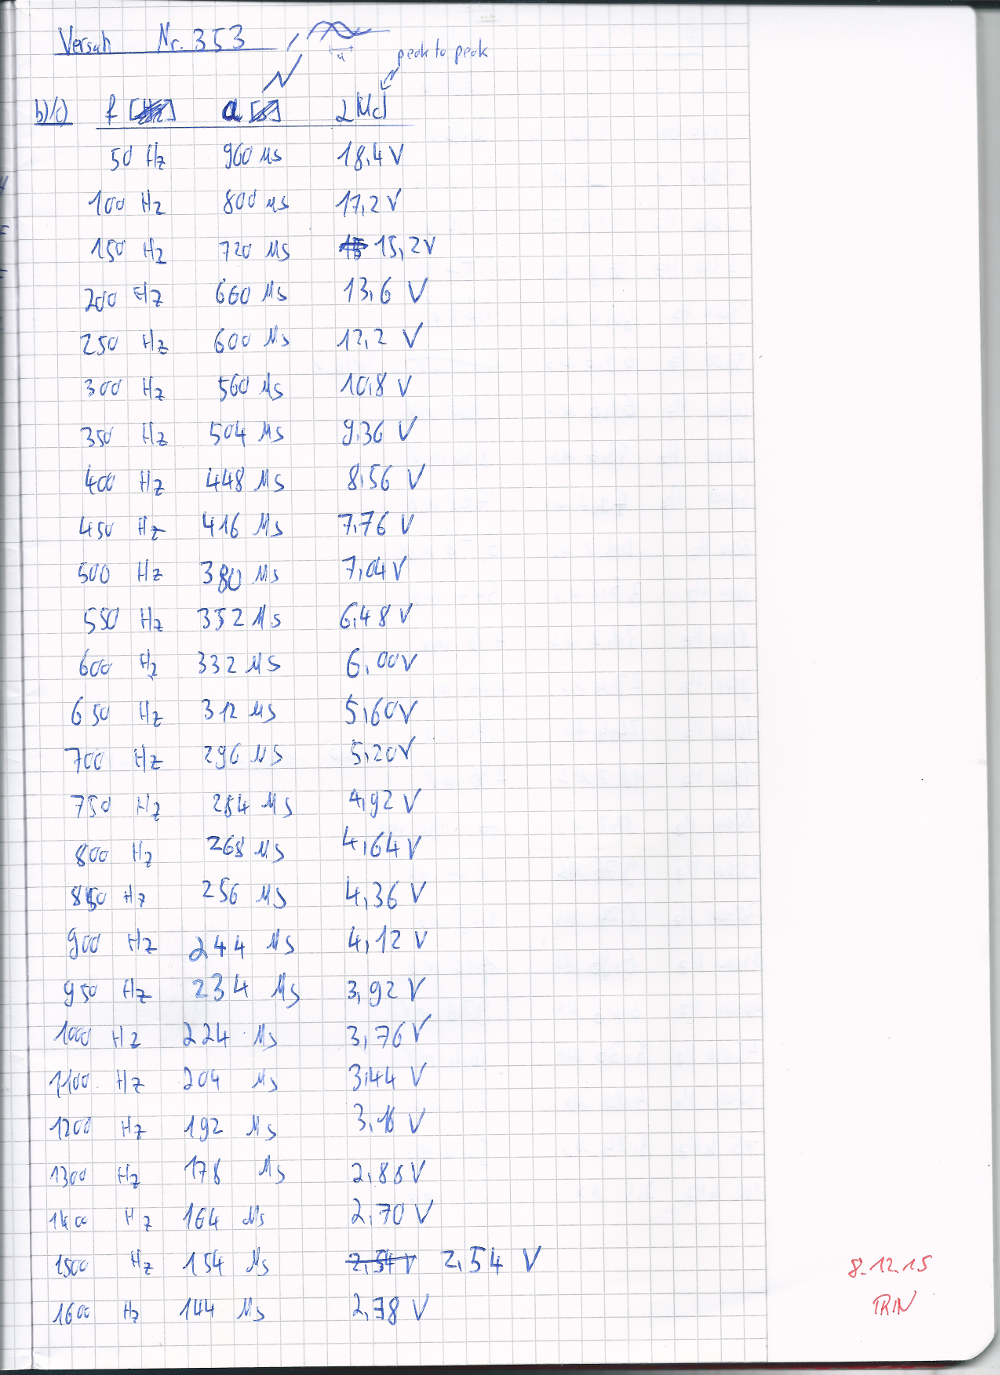 Versuch Nr. 353
a
peak to peak
b)/c) f a 2|Uc|
50 Hz 960 µs 18,4 V
100 Hz 800 µs 17,2 V
150 Hz 720 µs 15,2 V
200 Hz 660 µs 13,6 V
250 Hz 600 µs 12,2 V
300 Hz 560 µs 10,8 V
350 Hz 504 µs 9,36 V
400 Hz 448 µs 8,56 V
450 Hz 416 µs 7,76 V
500 Hz 380 µs 7,04 V
550 Hz 352 µs 6,48 V
600 Hz 332 µs 6,00 V
650 Hz 312 µs 5,60 V
700 Hz 296 µs 5,20 V
750 Hz 284 µs 4,92 V
800 Hz 268 µs 4,64 V
850 Hz 256 µs 4,36 V
900 Hz 244 µs 4,12 V
950 Hz 234 µs 3,92 V
1000 Hz 224 µs 3,76 V
1100 Hz 204 µs 3,44 V
1200 Hz 192 µs 3,16 V
1300 Hz 178 µs 2,88 V
1400 Hz 164 µs 2,70 V
1500 Hz 154 µs 2,54 V 2,54 V
1600 Hz 144 µs 2,38 V
8.12.15